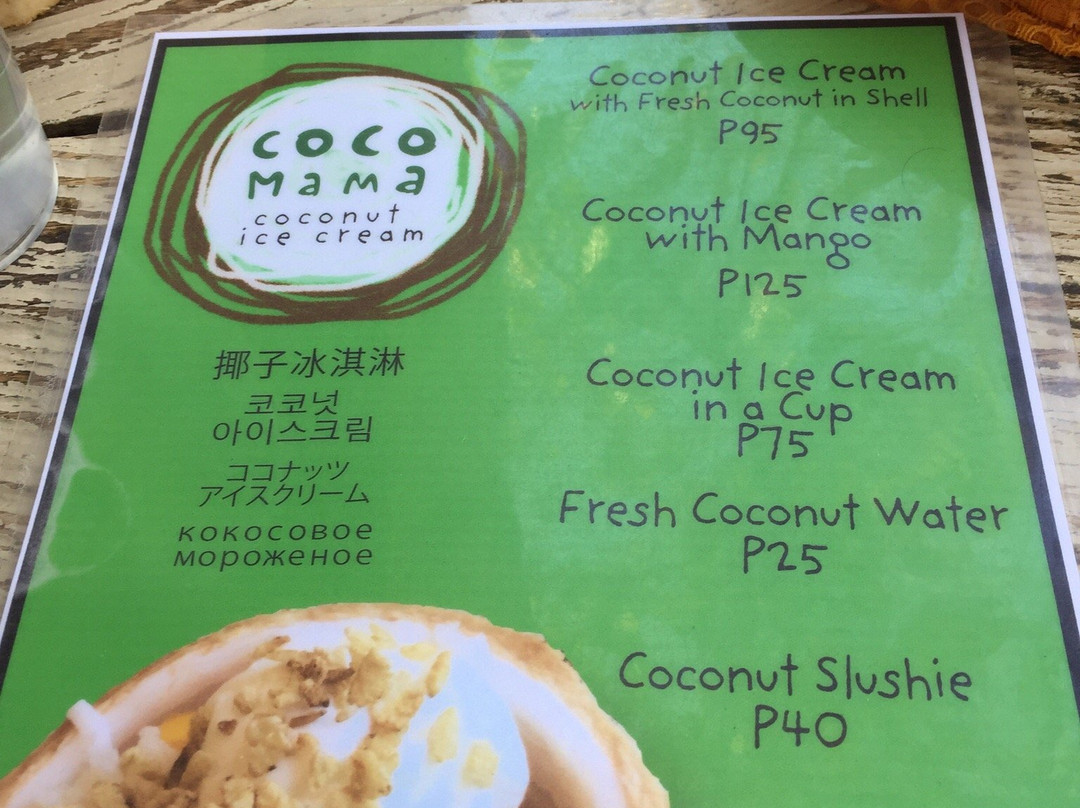 COCO
MAMA
coconut
ice cream
椰子冰淇淋
코코넛
아이스크림
ココナッツ
アイスクリーム
кокосовое
мороженое
Coconut Ice Cream
with Fresh Coconut in Shell
P95
Coconut Ice Cream
with Mango
P125
Coconut Ice Cream
in a Cup
P75
Fresh Coconut Water
P25
Coconut Slushie
P40